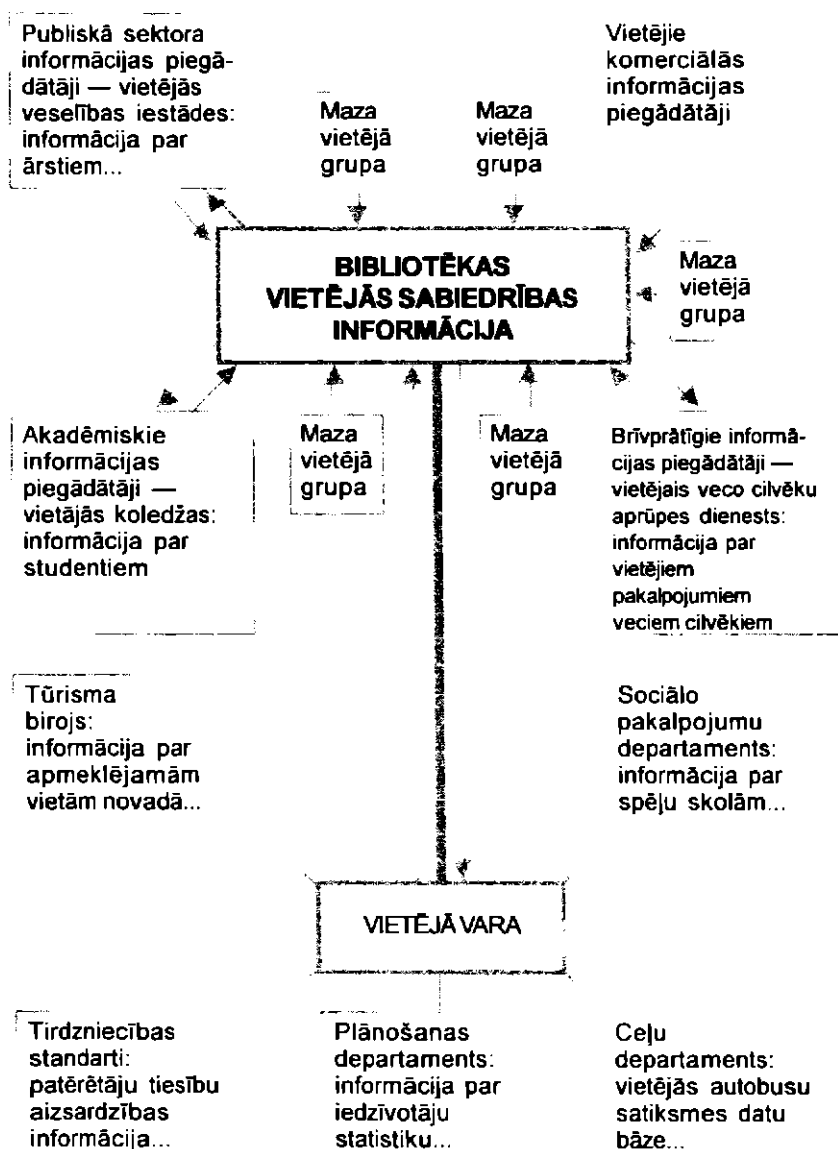 Publiskā sektora
informācijas piegā-
dātāji — vietējās
veselības iestādes:
informācija par
ārstiem...
Maza
vietējā
grupa
Maza
vietējā
grupa
Vietējie
komerciālās
informācijas
piegādātāji
BIBLIOTĒKAS
VIETĒJĀS SABIEDRĪBAS
INFORMĀCIJA
Maza
vietējā
grupa
Akadēmiskie
informācijas
piegādātāji —
vietājās koledžas:
informācija par
studentiem
Maza
vietējā
grupa
Maza
vietējā
grupa
Brīvprātīgie informā-
cijas piegādātāji —
vietējais veco cilvēku
aprūpes dienests:
informācija par
vietējiem
pakalpojumiem
veciem cilvēkiem
Tūrisma
birojs:
informācija par
apmeklējamām
vietām novadā...
Sociālo
pakalpojumu
departaments:
informācija par
spēļu skolām...
VIETĒJĀ VARA
Tirdzniecības
standarti:
patērētāju tiesību
aizsardzības
informācija...
Plānošanas
departaments:
informācija par
iedzīvotāju
statistiku...
Ceļu
departaments:
vietējās autobusu
satiksmes datu
bāze...